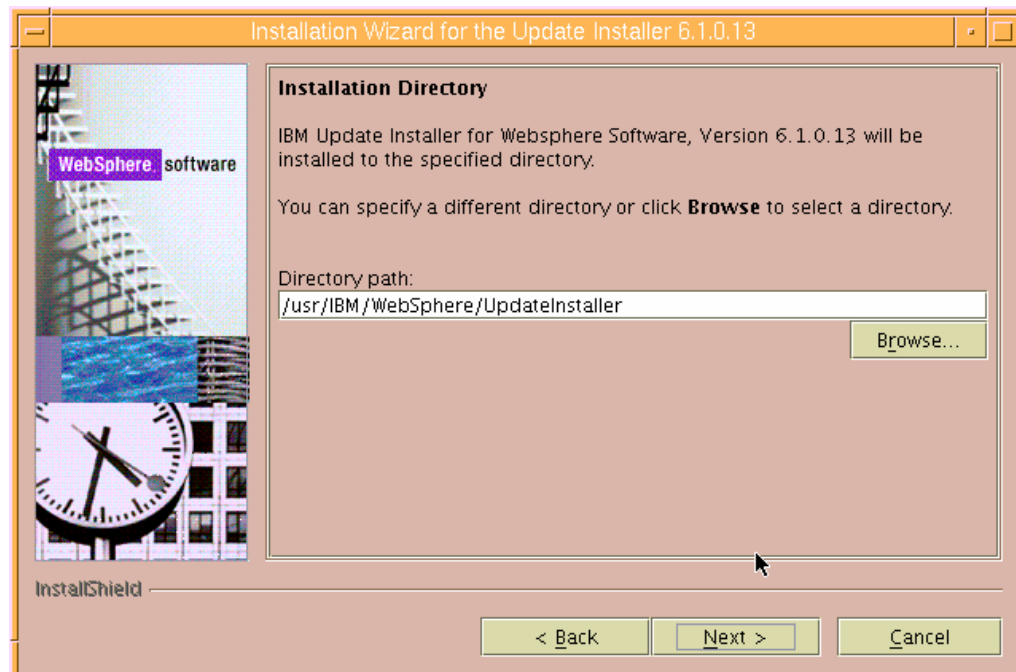 Installation Wizard for the Update Installer 6.1.0.13
WebSphere software
Installation Directory
IBM Update Installer for Websphere Software, Version 6.1.0.13 will be
installed to the specified directory.
You can specify a different directory or click Browse to select a directory.
Directory path:
/usr/IBM/WebSphere/UpdateInstaller
Browse...
InstallShield
< Back
Next >
Cancel